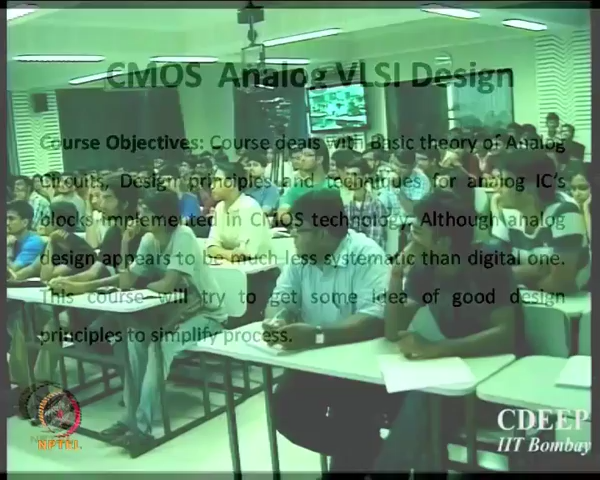 CMOS Analog VLSI Design
Course Objectives: Course deals with Basic theory of Analog
Circuits, Design principles and techniques for analog IC's
blocks implemented in CMOS technology. Although analog
design appears to be much less systematic than digital one.
This course will try to get some idea of good design
principles to simplify process.
NPTEL
CDEEP
IIT Bombay